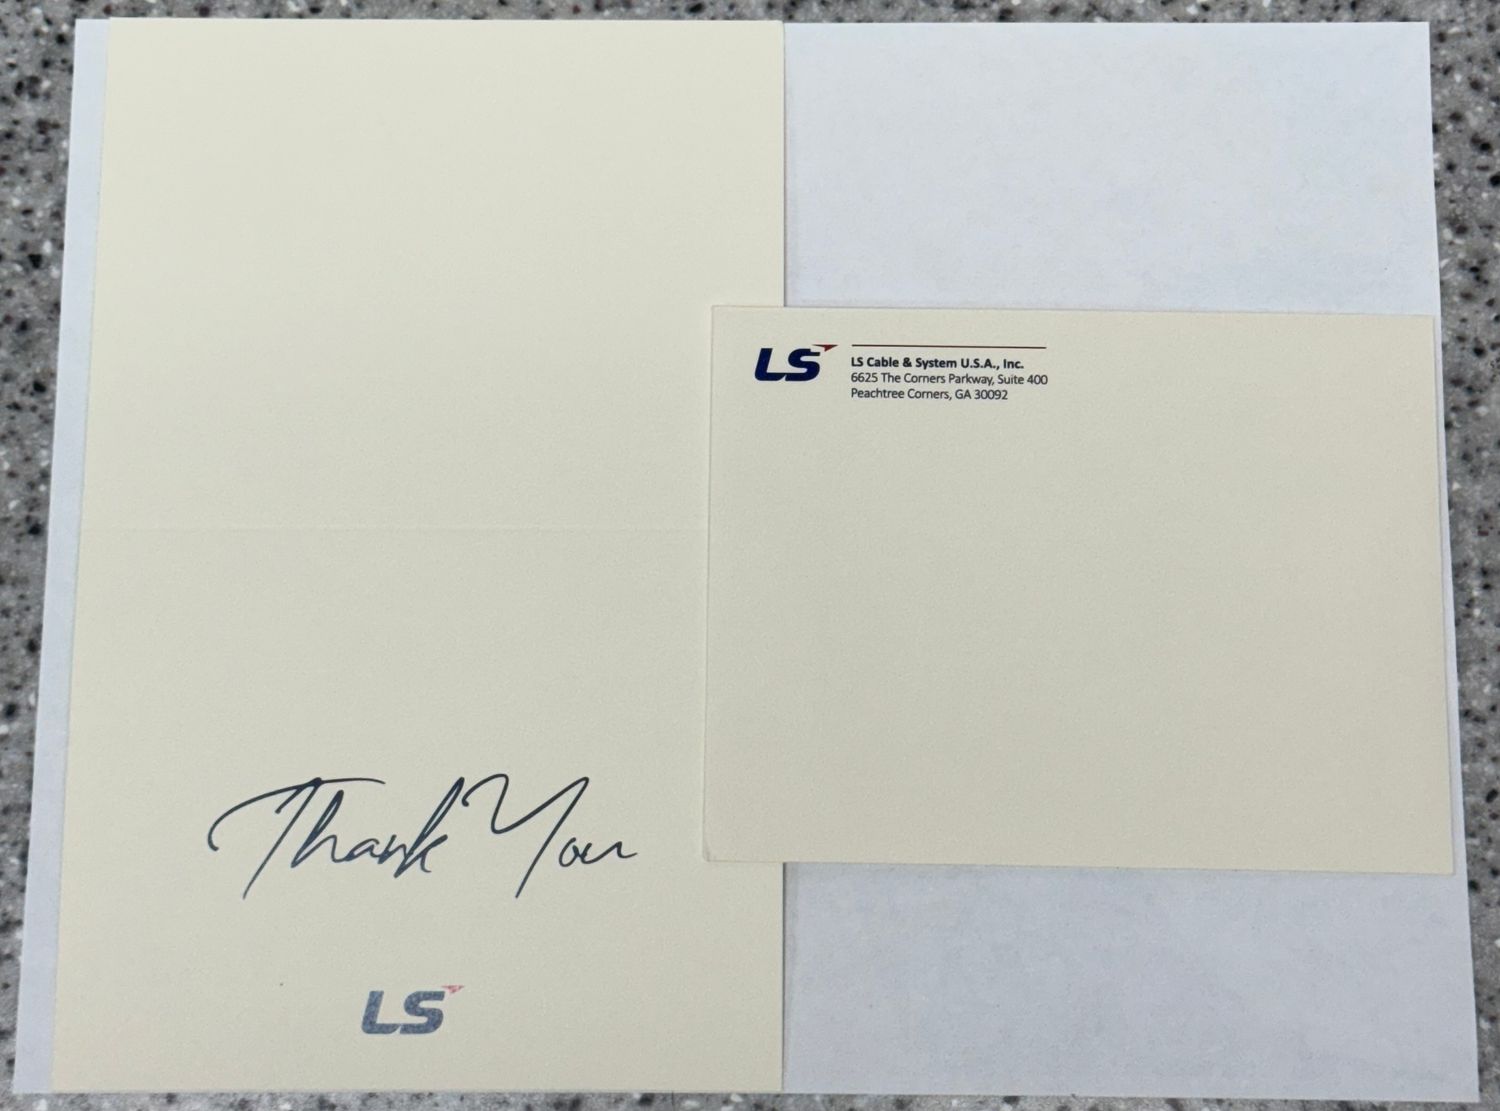 Thank You
LS
LS
LS Cable & System U.S.A., Inc.
6625 The Corners Parkway, Suite 400
Peachtree Corners, GA 30092